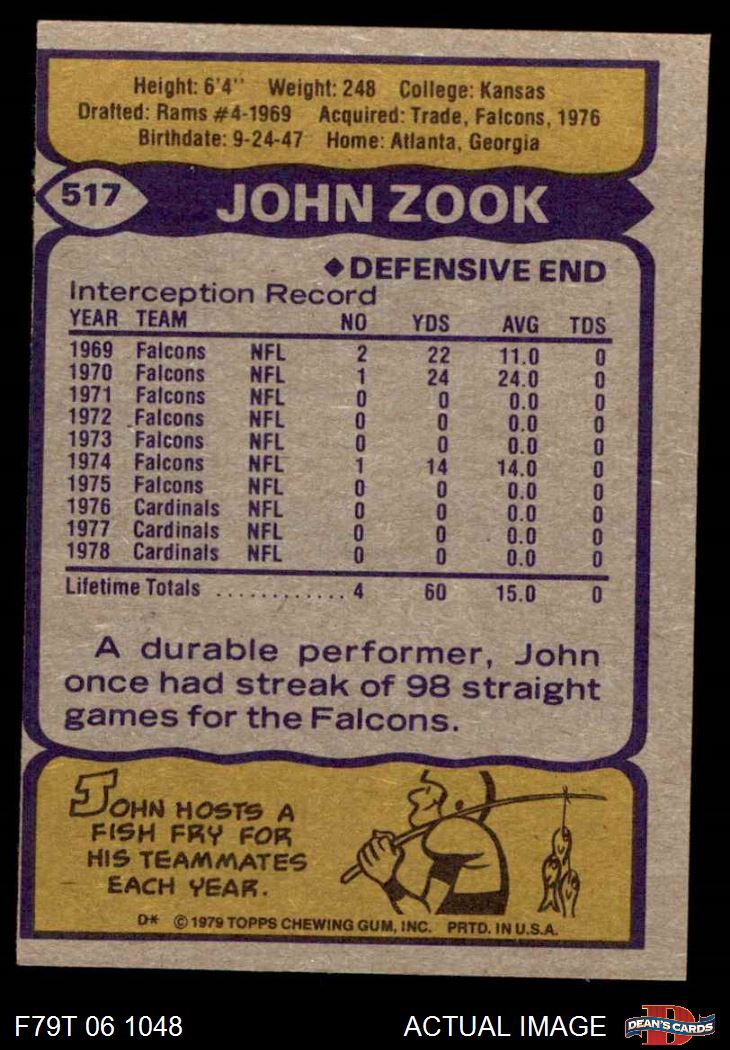 Height: 6'4" Weight: 248 College: Kansas
Drafted: Rams #4-1969 Acquired: Trade, Falcons, 1976
Birthdate: 9-24-47 Home: Atlanta, Georgia
517 JOHN ZOOK
◆DEFENSIVE END
Interception Record
YEAR TEAM NO YDS AVG TDS
1969 Falcons NFL 2 22 11.0 0
1970 Falcons NFL 1 24 24.0 0
1971 Falcons NFL 0 0 0.0 0
1972 Falcons NFL 0 0 0.0 0
1973 Falcons NFL 0 0 0.0 0
1974 Falcons NFL 1 14 14.0 0
1975 Falcons NFL 0 0 0.0 0
1976 Cardinals NFL 0 0 0.0 0
1977 Cardinals NFL 0 0 0.0 0
1978 Cardinals NFL 0 0 0.0 0
Lifetime Totals ............ 4 60 15.0 0
A durable performer, John
once had streak of 98 straight
games for the Falcons.
JOHN HOSTS A
FISH FRY FOR
HIS TEAMMATES
EACH YEAR.
D* © 1979 TOPPS CHEWING GUM, INC. PRTD. IN U.S.A.
F79T 06 1048 ACTUAL IMAGE D DEAN'S CARDS